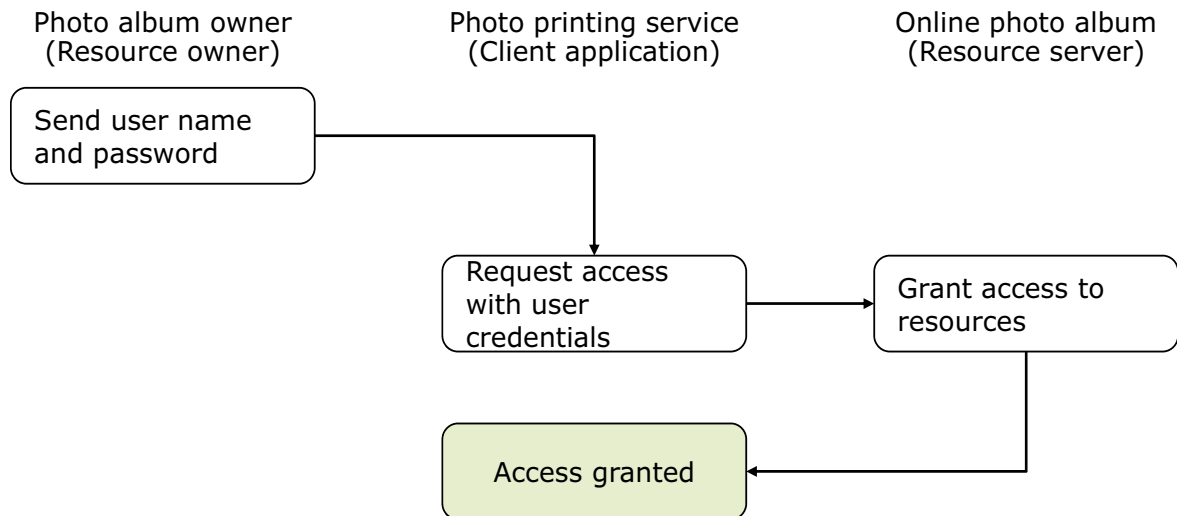 Photo album owner
(Resource owner)
Photo printing service
(Client application)
Online photo album
(Resource server)
Send user name
and password
Request access
with user
credentials
Grant access to
resources
Access granted